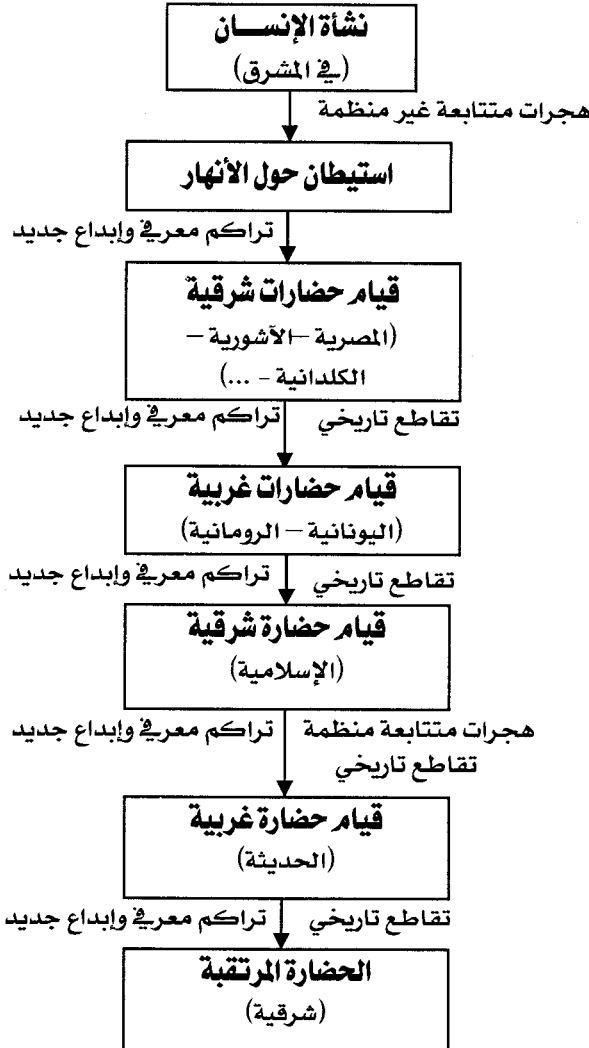 نشأة الإنســـان
(في المشرق)
هجرات متتابعة غير منظمة
استيطان حول الأنهار
تراكم معرفي وإبداع جديد
قيام حضارات شرقية
(المصرية – الآشورية –
الكلدانية - ...)
تقاطع تاريخي
تراكم معرفي وإبداع جديد
قيام حضارات غربية
(اليونانية – الرومانية)
تقاطع تاريخي
تراكم معرفي وإبداع جديد
قيام حضارة شرقية
(الإسلامية)
هجرات متتابعة منظمة
تراكم معرفي وإبداع جديد
تقاطع تاريخي
قيام حضارة غربية
(الحديثة)
تقاطع تاريخي
تراكم معرفي وإبداع جديد
الحضارة المرتقبة
(شرقية)